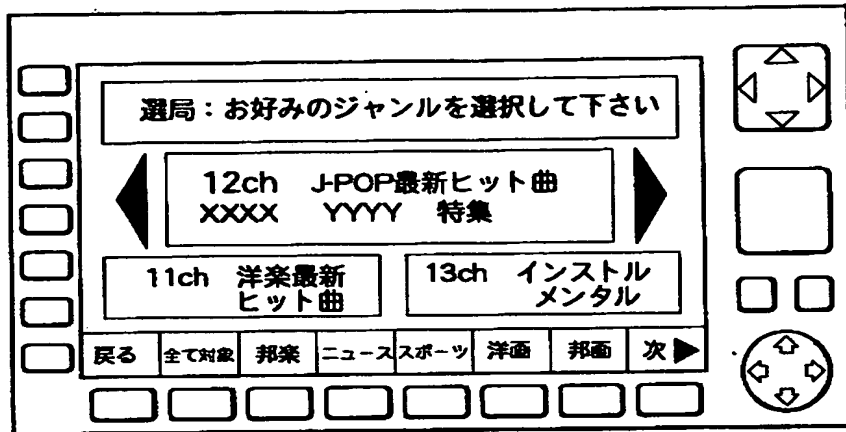 選局：お好みのジャンルを選択して下さい
12ch J-POP最新ヒット曲
XXXX YYYY 特集
11ch 洋楽最新
ヒット曲
13ch インストル
メンタル
戻る 全て対象 邦楽 ニュース スポーツ 洋画 邦画 次▶